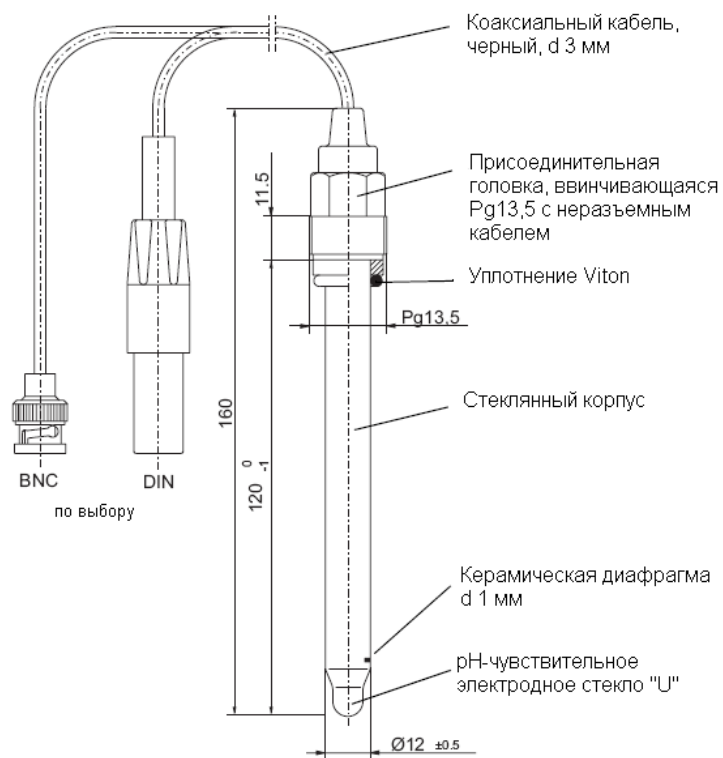 Коаксиальный кабель,
черный, d 3 мм
Присоединительная
головка, ввинчивающаяся
Pg13,5 с неразъемным
кабелем
11.5
Уплотнение Viton
Pg13,5
Стеклянный корпус
160
120 0 -1
BNC
DIN
по выбору
Керамическая диафрагма
d 1 мм
pH-чувствительное
электродное стекло "U"
Ø12 ±0.5